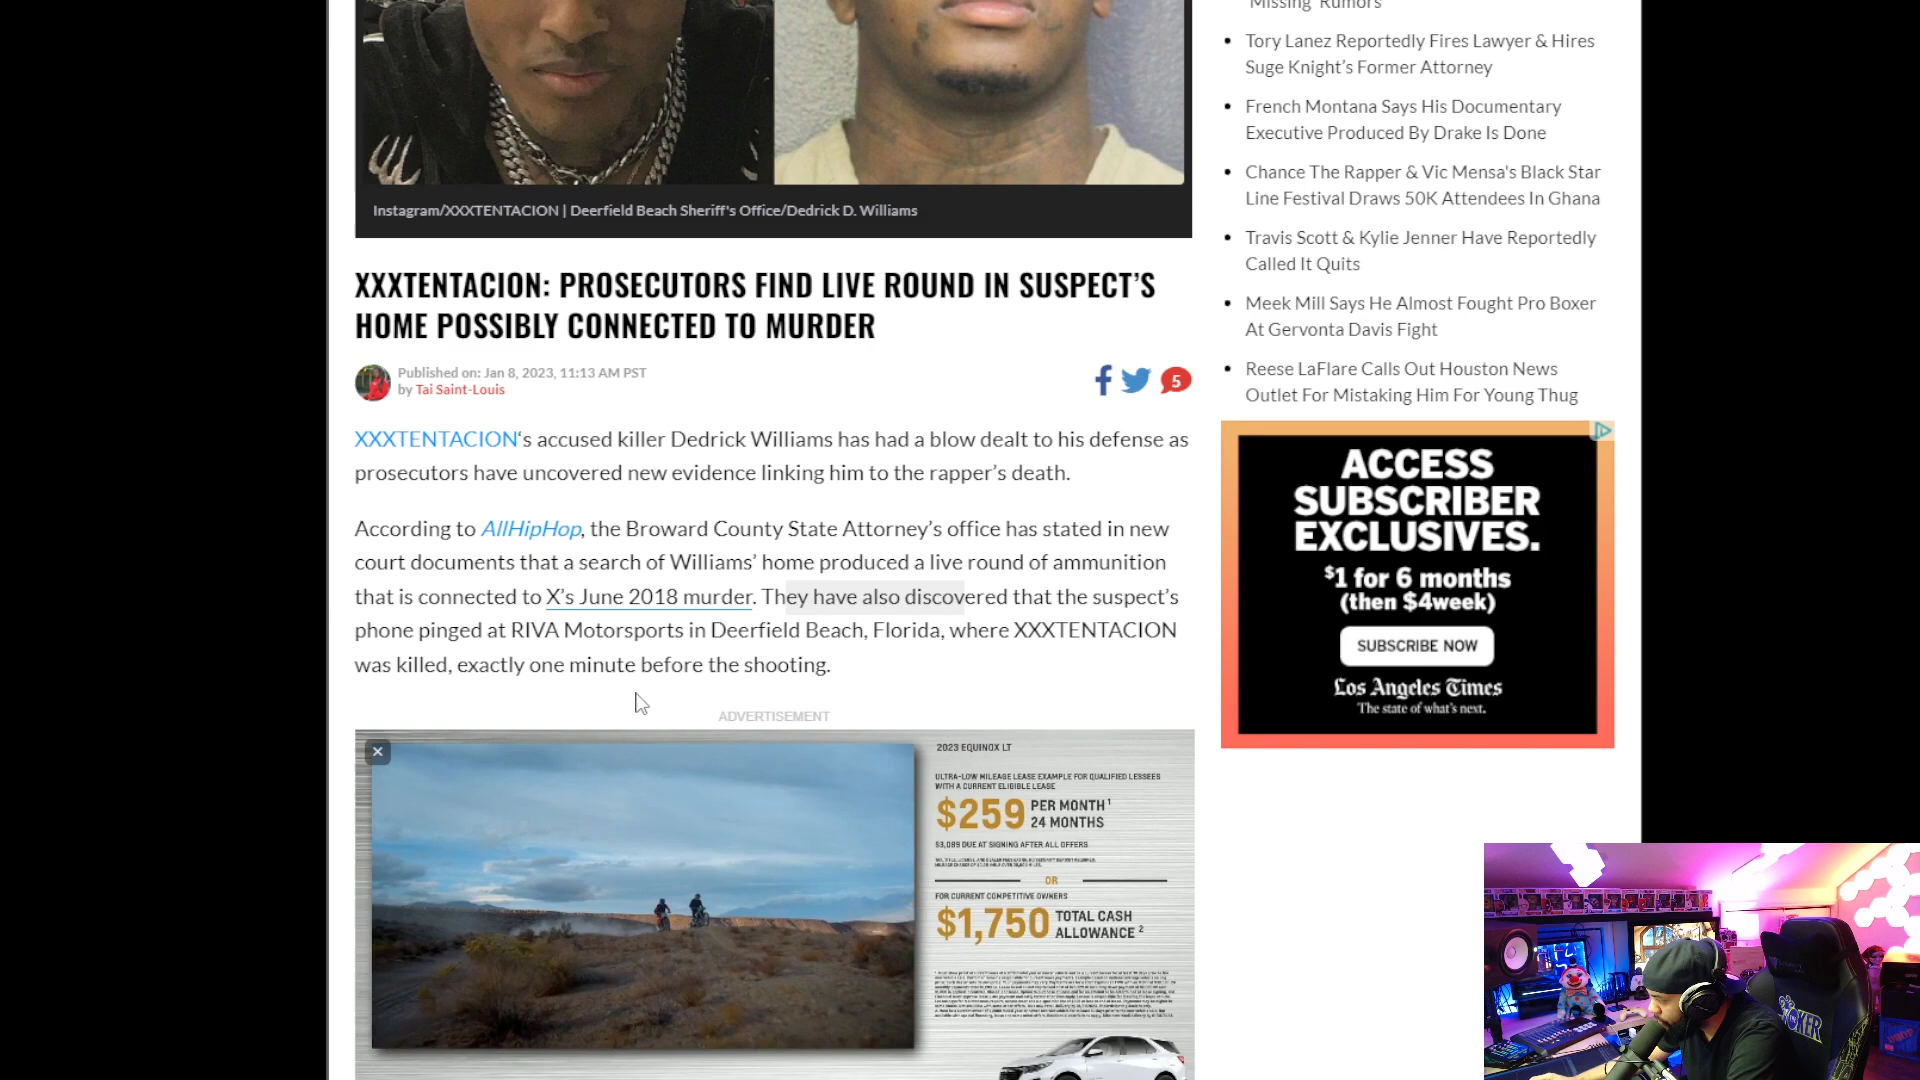 Missing' Rumors
Tory Lanez Reportedly Fires Lawyer & Hires
Suge Knight's Former Attorney
French Montana Says His Documentary
Executive Produced By Drake Is Done
Chance The Rapper & Vic Mensa's Black Star
Line Festival Draws 50K Attendees In Ghana
Travis Scott & Kylie Jenner Have Reportedly
Called It Quits
Meek Mill Says He Almost Fought Pro Boxer
At Gervonta Davis Fight
Reese LaFlare Calls Out Houston News
Outlet For Mistaking Him For Young Thug
Instagram/XXXTENTACION | Deerfield Beach Sheriff's Office/Dedrick D. Williams
XXXTENTACION: PROSECUTORS FIND LIVE ROUND IN SUSPECT'S
HOME POSSIBLY CONNECTED TO MURDER
Published on: Jan 8, 2023, 11:13 AM PST
by Tai Saint-Louis
5
XXXTENTACION's accused killer Dedrick Williams has had a blow dealt to his defense as
prosecutors have uncovered new evidence linking him to the rapper's death.
According to AllHipHop, the Broward County State Attorney's office has stated in new
court documents that a search of Williams' home produced a live round of ammunition
that is connected to X's June 2018 murder. They have also discovered that the suspect's
phone pinged at RIVA Motorsports in Deerfield Beach, Florida, where XXXTENTACION
was killed, exactly one minute before the shooting.
ACCESS
SUBSCRIBER
EXCLUSIVES.
$1 for 6 months
(then $4week)
SUBSCRIBE NOW
Los Angeles Times
The state of what's next.
ADVERTISEMENT
2023 EQUINOX LT
ULTRA-LOW MILEAGE LEASE EXAMPLE FOR QUALIFIED LESSEES
WITH A CURRENT ELIGIBLE LEASE
$259 PER MONTH1
24 MONTHS
$3,089 DUE AT SIGNING AFTER ALL OFFERS
OR
FOR CURRENT COMPETITIVE OWNERS
$1,750 TOTAL CASH
ALLOWANCE2